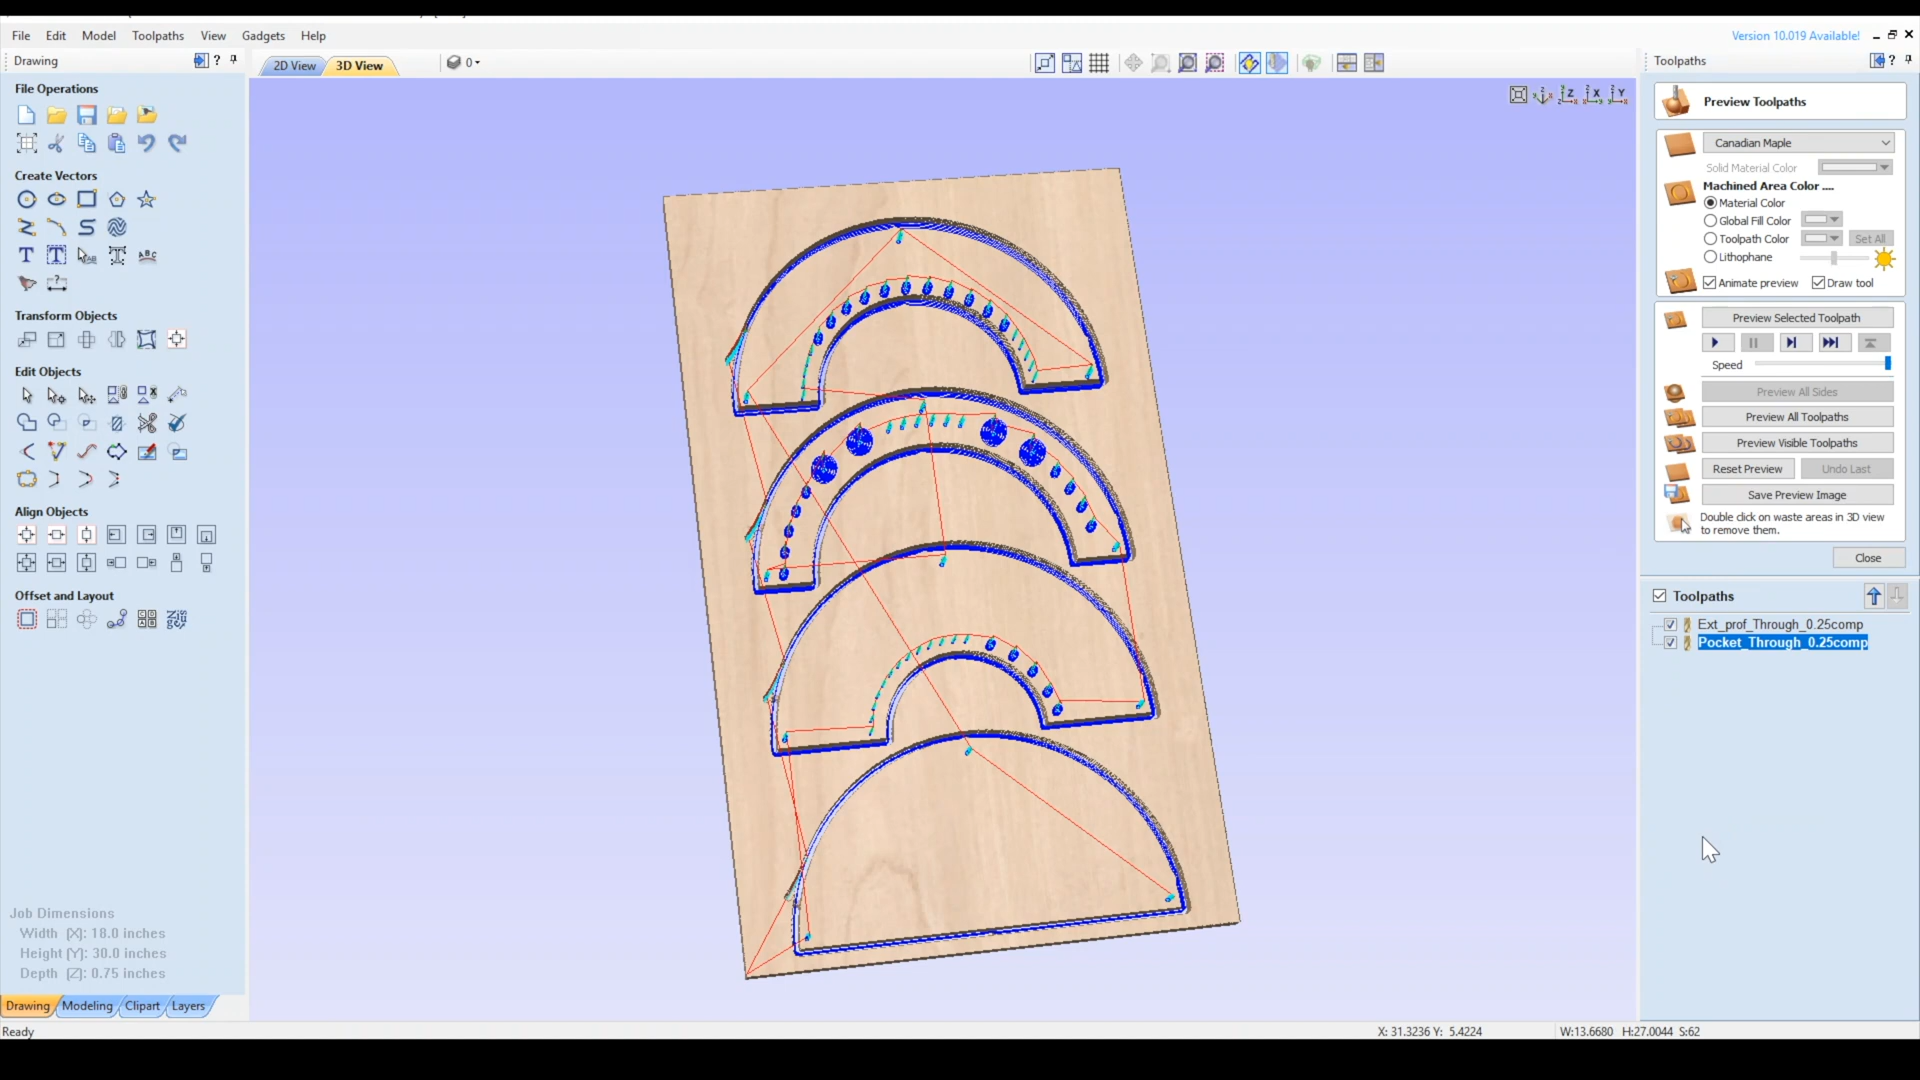 File Edit Model Toolpaths View Gadgets Help
Version 10.019 Available!
Drawing
?
2D View 3D View
0
Toolpaths
?
File Operations
Create Vectors
Transform Objects
Edit Objects
Align Objects
Offset and Layout
Job Dimensions
Width (X): 18.0 inches
Height (Y): 30.0 inches
Depth (Z): 0.75 inches
Drawing Modeling Clipart Layers
Ready
Z X Y
Preview Toolpaths
Canadian Maple
Solid Material Color
Machined Area Color ....
Material Color
Global Fill Color
Toolpath Color Set All
Lithophane
Animate preview Draw tool
Preview Selected Toolpath
Speed
Preview All Sides
Preview All Toolpaths
Preview Visible Toolpaths
Reset Preview Undo Last
Save Preview Image
Double click on waste areas in 3D view
to remove them.
Close
Toolpaths
Ext_prof_Through_0.25comp
Pocket_Through_0.25comp
X: 31.3236 Y: 5.4224 W:13.6680 H:27.0044 S:62